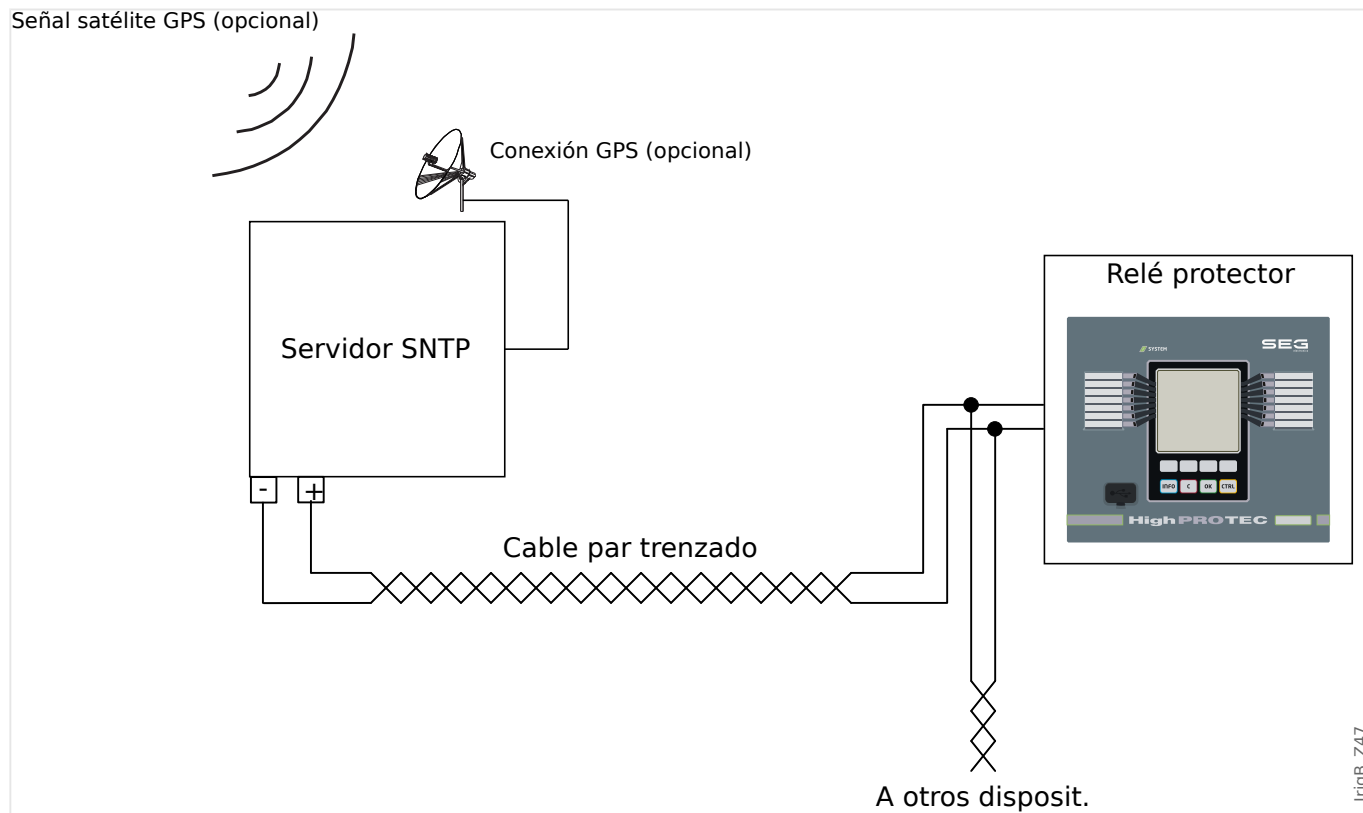 Señal satélite GPS (opcional)
Conexión GPS (opcional)
Servidor SNTP
- +
Cable par trenzado
Relé protector
SYSTEM
SEG
INFO C OK CTRL
HighPROTEC
A otros disposit.
IrigB_Z47